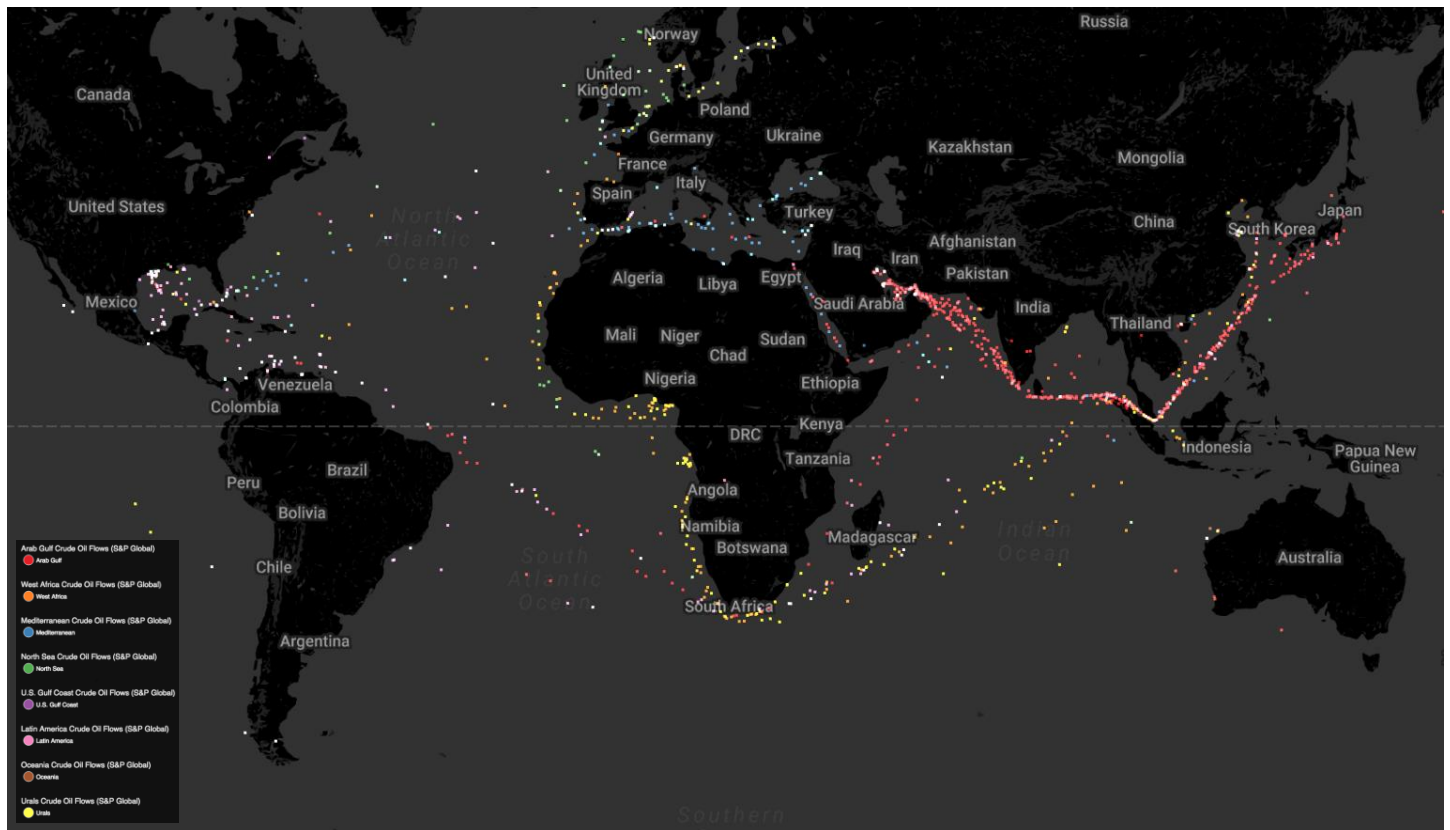 Russia
Norway
Canada
United
Kingdom
Poland
Germany
Ukraine
Kazakhstan
Mongolia
France
Italy
Spain
United States
North
Atlantic
Ocean
Turkey
China
Japan
South Korea
Iraq
Iran
Afghanistan
Pakistan
Algeria
Libya
Egypt
Saudi Arabia
India
Mexico
Thailand
Mali
Niger
Chad
Sudan
Nigeria
Ethiopia
Venezuela
Colombia
DRC
Kenya
Tanzania
Indonesia
Papua New
Guinea
Brazil
Peru
Angola
Bolivia
Namibia
Botswana
Madagascar
Indian
Ocean
South
Atlantic
Ocean
Chile
Australia
South Africa
Argentina
Southern
Arab Gulf Crude Oil Flows (S&P Global)
Arab Gulf
West Africa Crude Oil Flows (S&P Global)
West Africa
Mediterranean Crude Oil Flows (S&P Global)
Mediterranean
North Sea Crude Oil Flows (S&P Global)
North Sea
U.S. Gulf Coast Crude Oil Flows (S&P Global)
U.S. Gulf Coast
Latin America Crude Oil Flows (S&P Global)
Latin America
Oceania Crude Oil Flows (S&P Global)
Oceania
Urals Crude Oil Flows (S&P Global)
Urals